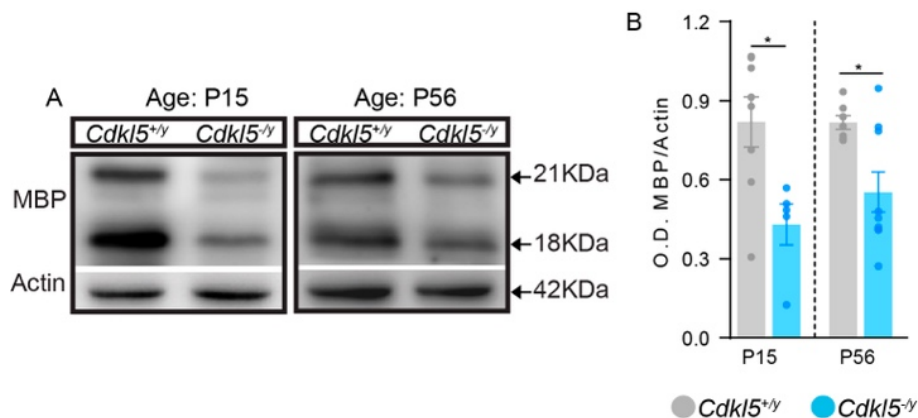 A
Age: P15
Age: P56
Cdkl5+/y Cdkl5-/y
Cdkl5+/y Cdkl5-/y
MBP
21KDa
18KDa
Actin
42KDa
B
O.D. MBP/Actin
1.2
0.9
0.6
0.3
0.0
*
*
P15
P56
Cdkl5+/y
Cdkl5-/y